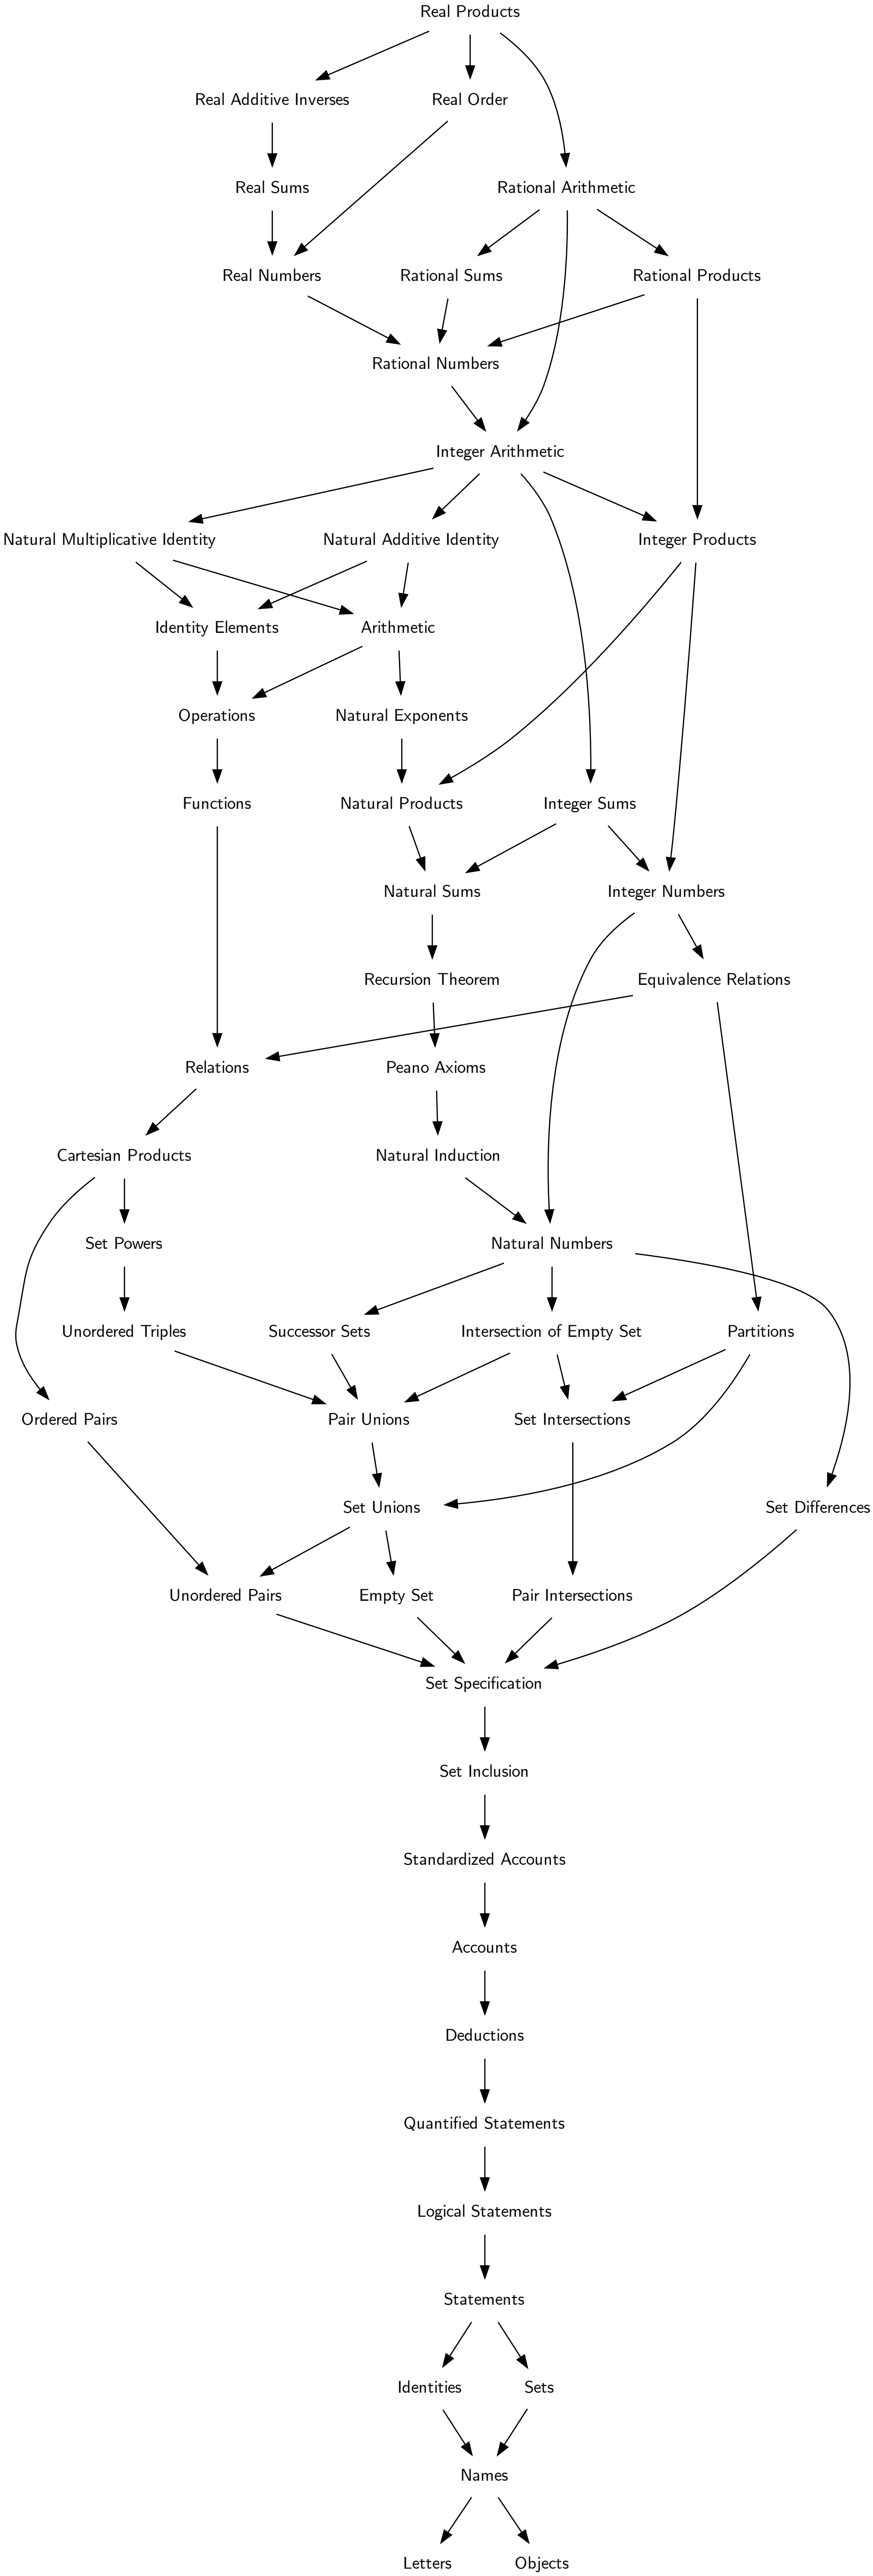 Real Products
Real Additive Inverses
Real Order
Real Sums
Rational Arithmetic
Real Numbers
Rational Sums
Rational Products
Rational Numbers
Integer Arithmetic
Natural Multiplicative Identity
Natural Additive Identity
Integer Products
Identity Elements
Arithmetic
Operations
Natural Exponents
Functions
Natural Products
Integer Sums
Natural Sums
Integer Numbers
Recursion Theorem
Equivalence Relations
Relations
Peano Axioms
Cartesian Products
Natural Induction
Set Powers
Natural Numbers
Unordered Triples
Successor Sets
Intersection of Empty Set
Partitions
Ordered Pairs
Pair Unions
Set Intersections
Set Unions
Set Differences
Unordered Pairs
Empty Set
Pair Intersections
Set Specification
Set Inclusion
Standardized Accounts
Accounts
Deductions
Quantified Statements
Logical Statements
Statements
Identities
Sets
Names
Letters
Objects